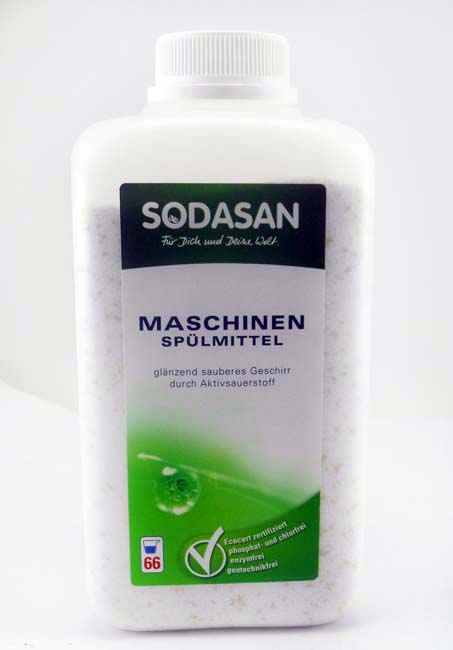 SODASAN
Für Dich und Deine Welt.
MASCHINEN
SPÜLMITTEL
glänzend sauberes Geschirr
durch Aktivsauerstoff
66
Ecocert zertifiziert
phosphat- und chlorfrei
enzymfrei
gentechnikfrei